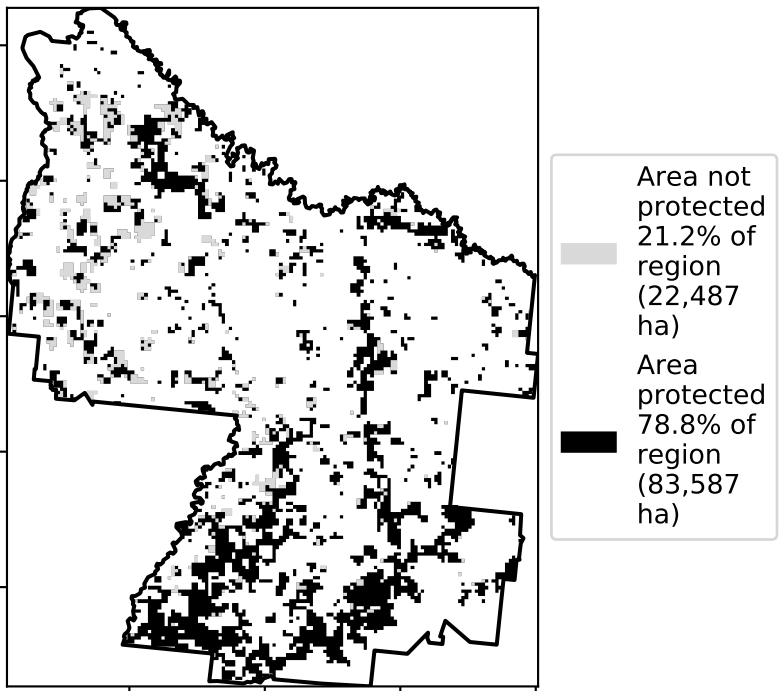 Area not
protected
21.2% of
region
(22,487
ha)
Area
protected
78.8% of
region
(83,587
ha)